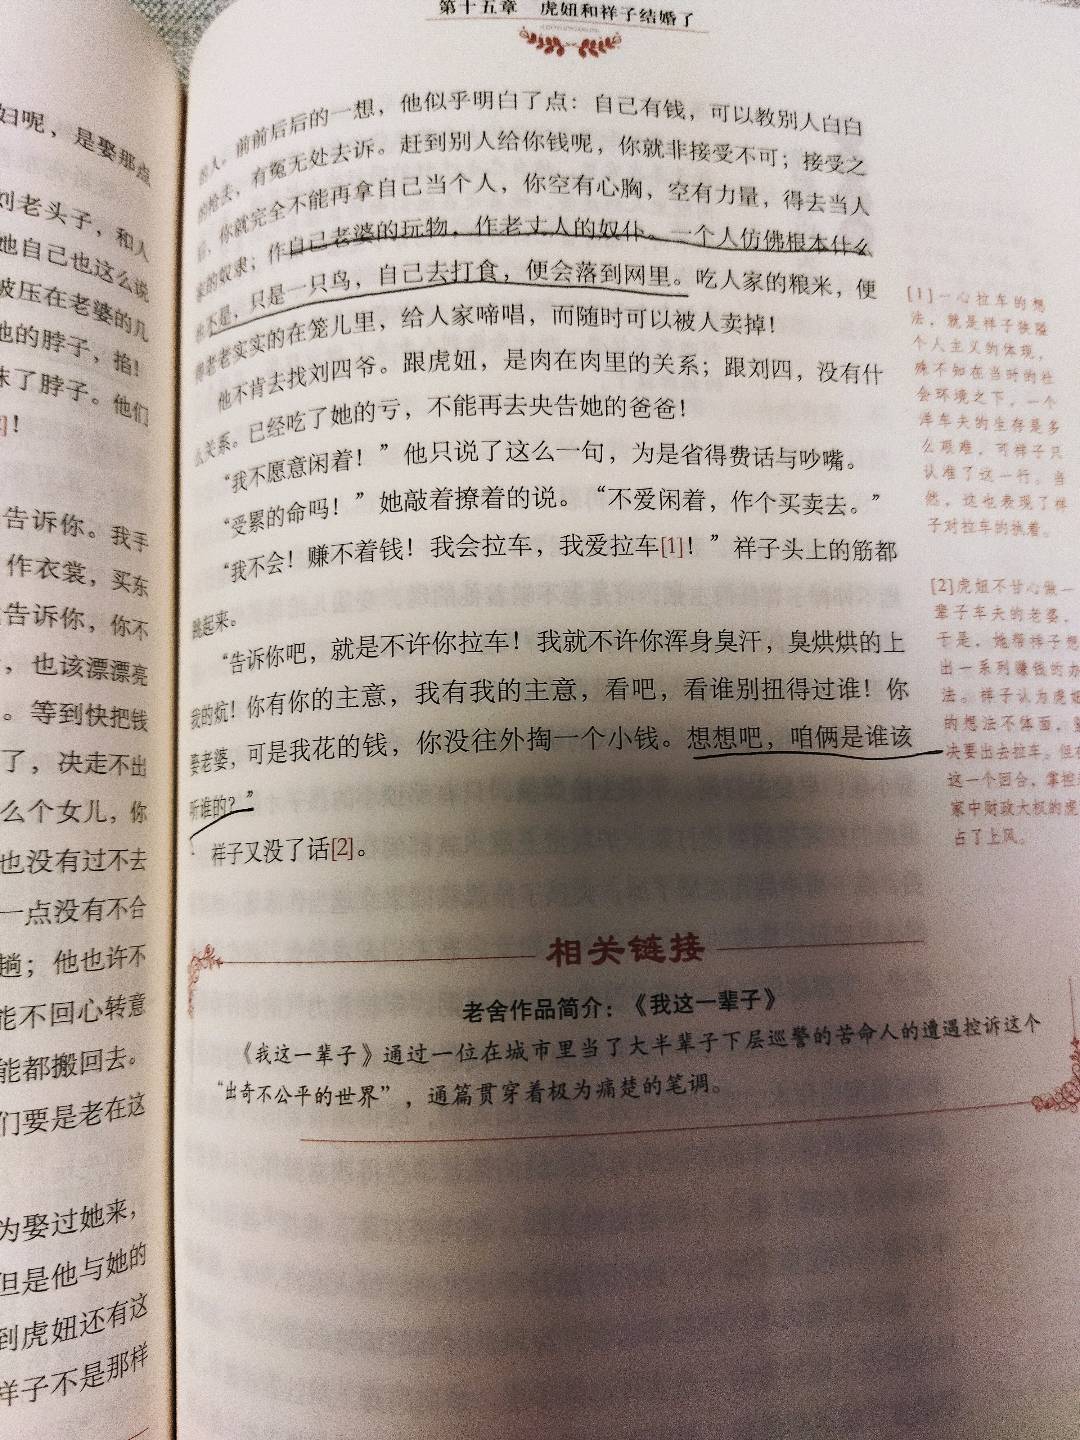 妇呢，是娶那点
刘老头子，和人
她自己也这么说
被压在老婆的几
他的脖子，掐！
抹了脖子。他们
]！
告诉你。我手
作衣裳，买东
告诉你，你不
，也该漂漂亮
。等到快把钱
了，决走不出
么个女儿，你
也没有过不去
一点没有不合
趟；他也许不
能不回心转意
能都搬回去。
们要是老在这
为娶过她来，
但是他与她的
到虎妞还有这
样子不是那样
第十五章 虎妞和祥子结婚了
的人。前前后后的一想，他似乎明白了点：自己有钱，可以教别人白白
的抢去，有冤无处去诉。赶到别人给你钱呢，你就非接受不可；接受之
后，你就完全不能再拿自己当个人，你空有心胸，空有力量，得去当人
家的奴隶；作自己老婆的玩物，作老丈人的奴仆。一个人仿佛根本什么
也不是，只是一只鸟，自己去打食，便会落到网里。吃人家的粮米，便
得老老实实的在笼儿里，给人家啼唱，而随时可以被人卖掉！
他不肯去找刘四爷。跟虎妞，是肉在肉里的关系；跟刘四，没有什
么关系。已经吃了她的亏，不能再去央告她的爸爸！
“我不愿意闲着！”他只说了这么一句，为是省得费话与吵嘴。
“受累的命吗！”她敲着撩着的说。“不爱闲着，作个买卖去。”
“我不会！赚不着钱！我会拉车，我爱拉车[1]！”祥子头上的筋都
跳起来。
“告诉你吧，就是不许你拉车！我就不许你浑身臭汗，臭烘烘的上
我的炕！你有你的主意，我有我的主意，看吧，看谁别扭得过谁！你
娶老婆，可是我花的钱，你没往外掏一个小钱。想想吧，咱俩是谁该
听谁的？”
祥子又没了话[2]。
[1]一心拉车的想
法，就是祥子狭隘
个人主义的体现，
殊不知在当时的社
会环境之下，一个
洋车夫的生存是多
么艰难，可祥子只
认准了这一行。当
然，这也表现了祥
子对拉车的执着。
[2]虎妞不甘心做一
辈子车夫的老婆，
于是，她帮祥子想
出一系列赚钱的办
法。祥子认为虎妞
的想法不体面，坚
决要出去拉车。但在
这一个回合，掌控
家中财政大权的虎
占了上风。
相关链接
老舍作品简介：《我这一辈子》
《我这一辈子》通过一位在城市里当了大半辈子下层巡警的苦命人的遭遇控诉这个
“出奇不公平的世界”，通篇贯穿着极为痛楚的笔调。